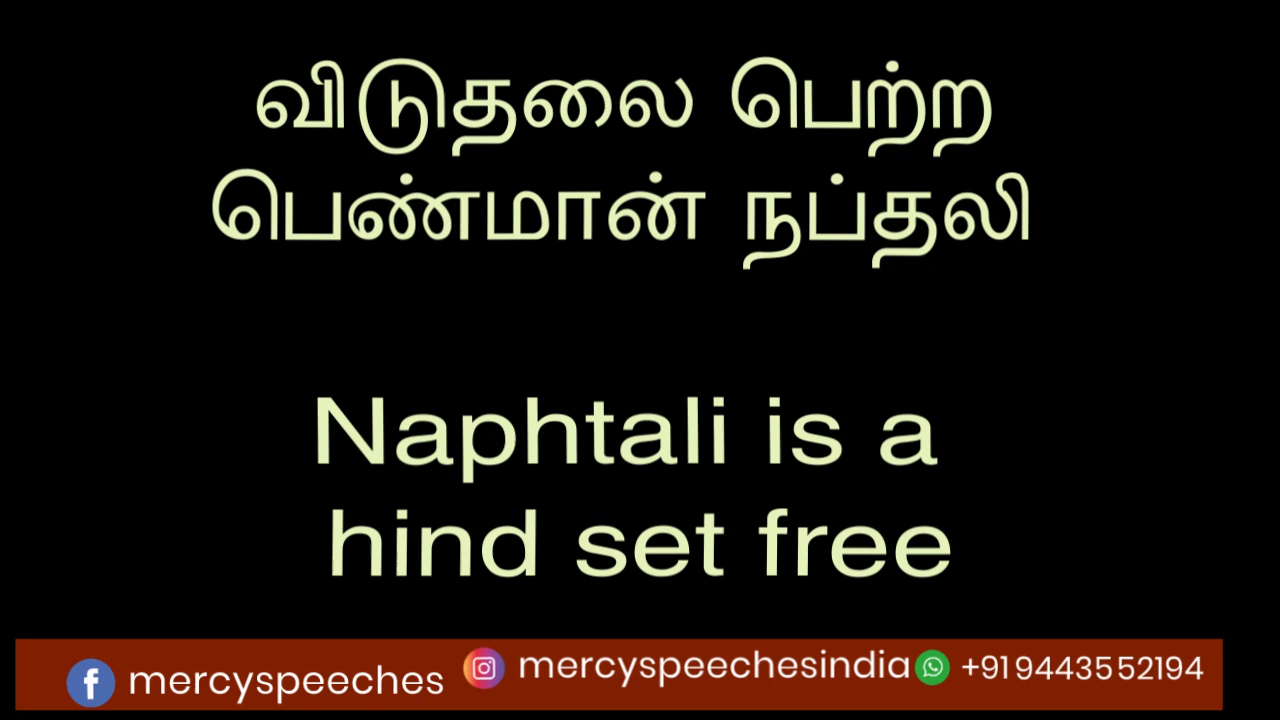 விடுதலை பெற்ற
பெண்மான் நப்தலி
Naphtali is a
hind set free
mercyspeeches mercyspeechesindia +919443552194